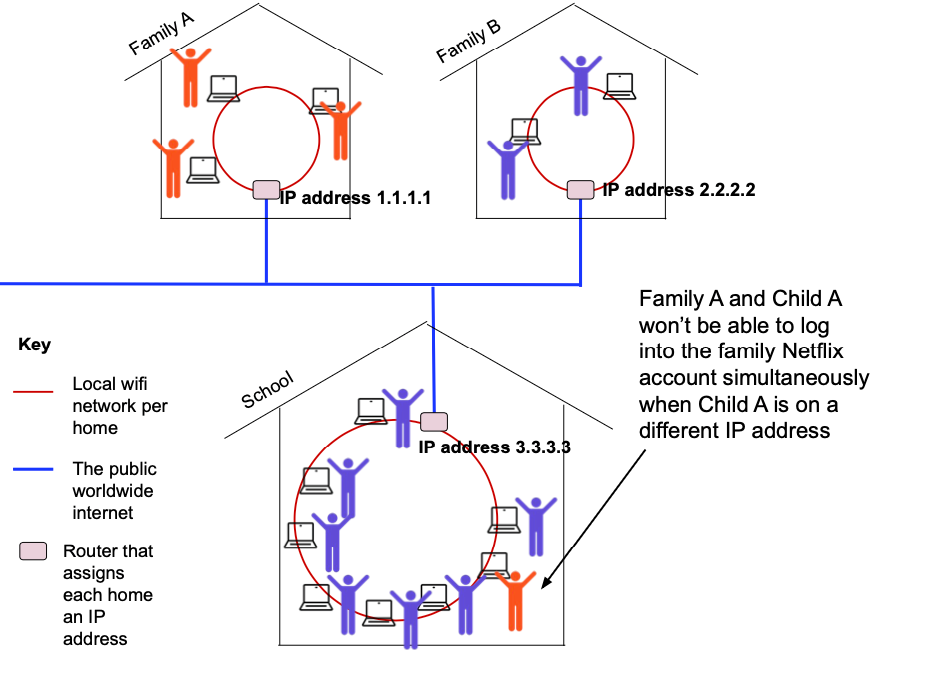 Family A
Family B
IP address 1.1.1.1
IP address 2.2.2.2
Family A and Child A
won't be able to log
into the family Netflix
account simultaneously
when Child A is on a
different IP address
Key
Local wifi
network per
home
The public
worldwide
internet
Router that
assigns
each home
an IP
address
School
IP address 3.3.3.3